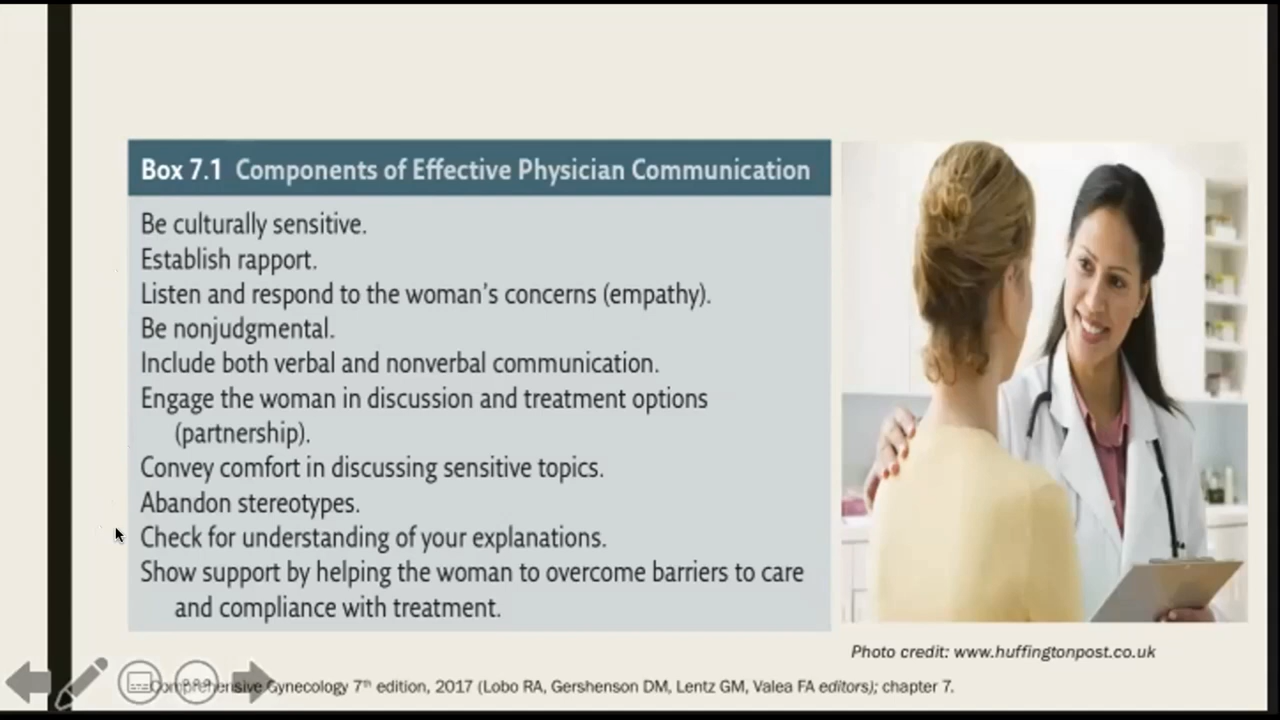 Box 7.1 Components of Effective Physician Communication
Be culturally sensitive.
Establish rapport.
Listen and respond to the woman's concerns (empathy).
Be nonjudgmental.
Include both verbal and nonverbal communication.
Engage the woman in discussion and treatment options
(partnership).
Convey comfort in discussing sensitive topics.
Abandon stereotypes.
Check for understanding of your explanations.
Show support by helping the woman to overcome barriers to care
and compliance with treatment.
Photo credit: www.huffingtonpost.co.uk
Comprehensive Gynecology 7th edition, 2017 (Lobo RA, Gershenson DM, Lentz GM, Valea FA editors); chapter 7.